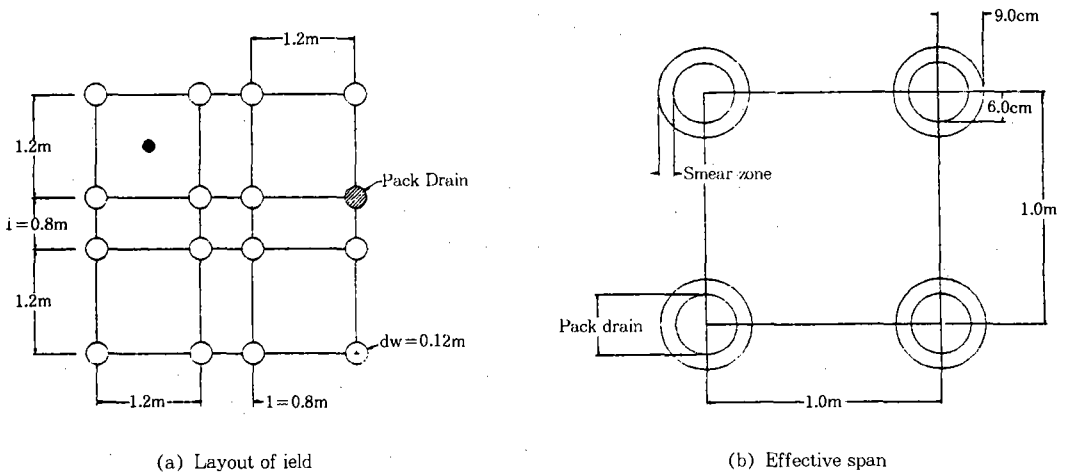 1.2m
9.0cm
1.2m
6.0cm
Pack Drain
Smear zone
i=0.8m
1.0m
1.2m
Pack drain
dw=0.12m
1.2m
1=0.8m
1.0m
(a) Layout of ield
(b) Effective span